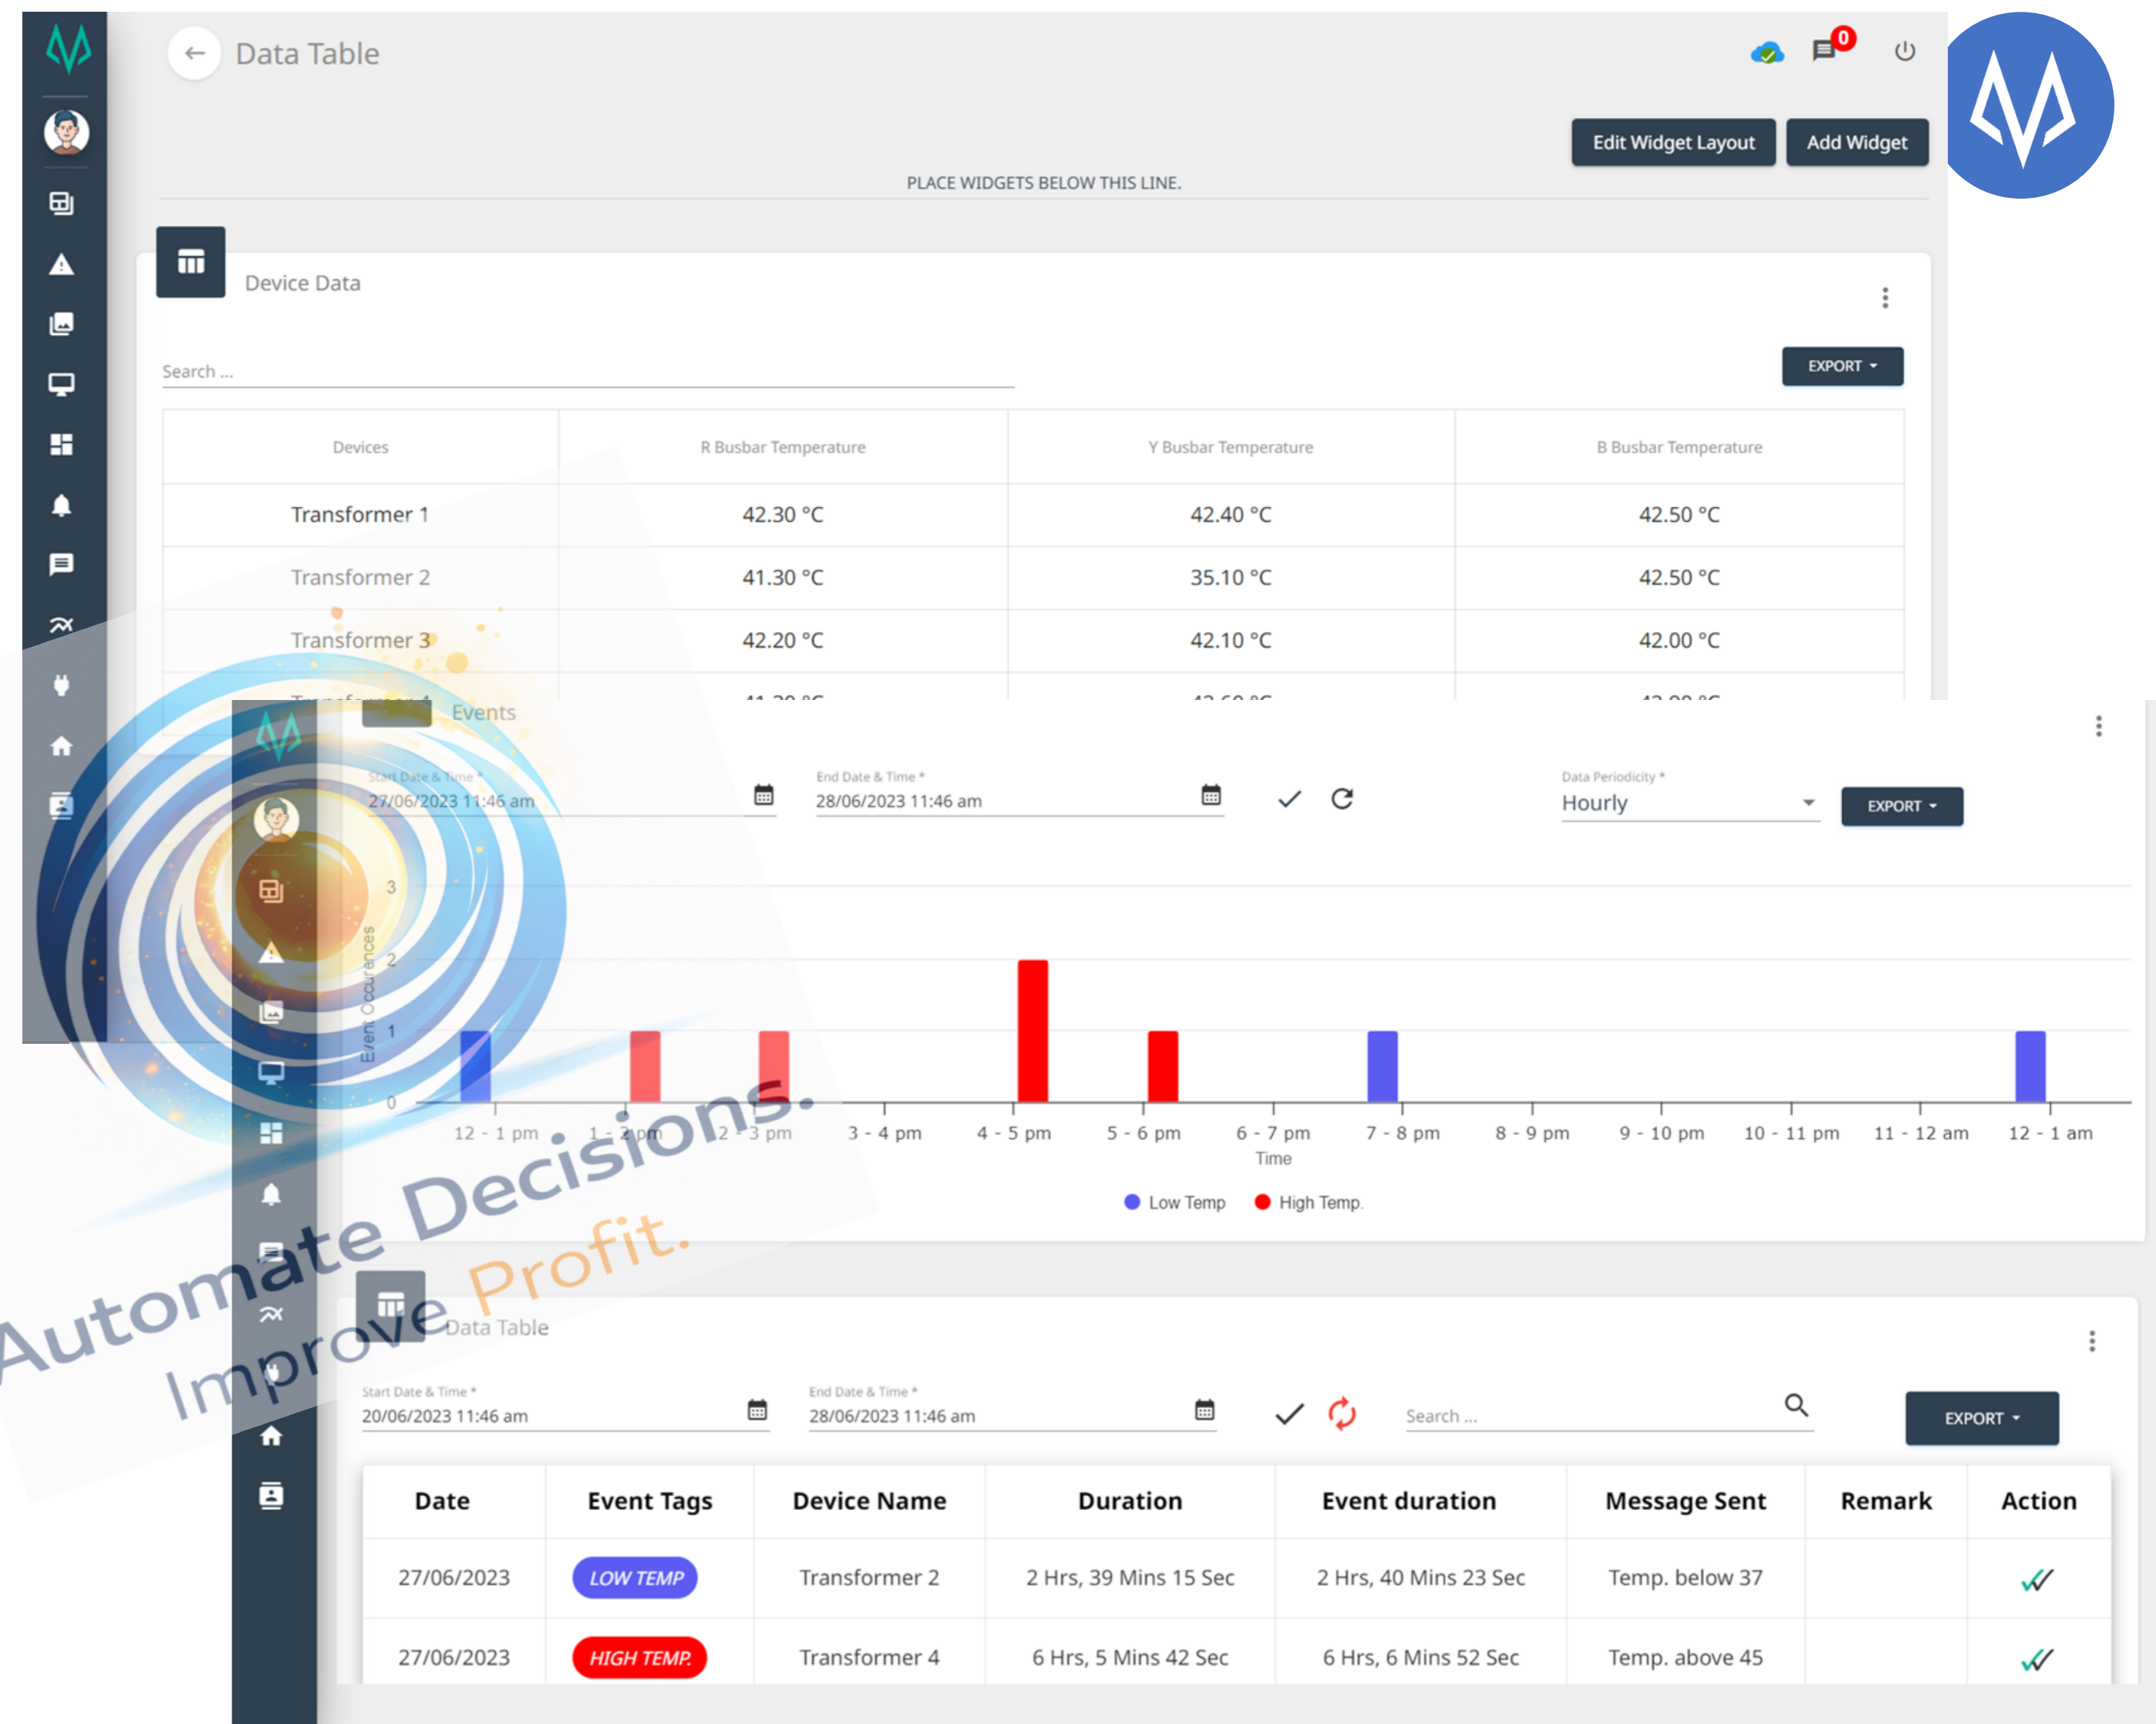 Data Table
0
Edit Widget Layout
Add Widget
PLACE WIDGETS BELOW THIS LINE.
Device Data
Search ...
EXPORT
Devices R Busbar Temperature Y Busbar Temperature B Busbar Temperature
Transformer 1 42.30 °C 42.40 °C 42.50 °C
Transformer 2 41.30 °C 35.10 °C 42.50 °C
Transformer 3 42.20 °C 42.10 °C 42.00 °C
Events
Start Date & Time * End Date & Time * Data Periodicity *
27/06/2023 11:46 am 28/06/2023 11:46 am Hourly EXPORT
3
2
1
0
Event Occurences
12 - 1 pm 1 - 2 pm 2 - 3 pm 3 - 4 pm 4 - 5 pm 5 - 6 pm 6 - 7 pm 7 - 8 pm 8 - 9 pm 9 - 10 pm 10 - 11 pm 11 - 12 am 12 - 1 am
Time
Low Temp High Temp.
Automate Decisions.
Improve Profit.
Data Table
Start Date & Time * End Date & Time *
20/06/2023 11:46 am 28/06/2023 11:46 am Search ... EXPORT
Date Event Tags Device Name Duration Event duration Message Sent Remark Action
27/06/2023 LOW TEMP Transformer 2 2 Hrs, 39 Mins 15 Sec 2 Hrs, 40 Mins 23 Sec Temp. below 37
27/06/2023 HIGH TEMP. Transformer 4 6 Hrs, 5 Mins 42 Sec 6 Hrs, 6 Mins 52 Sec Temp. above 45